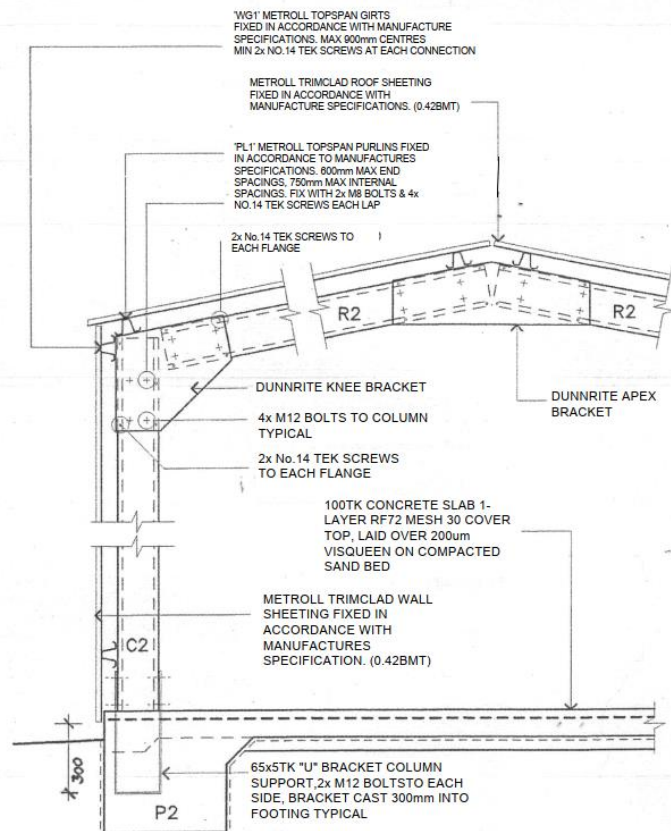 'WG1' METROLL TOPSPAN GIRTS
FIXED IN ACCORDANCE WITH MANUFACTURE
SPECIFICATIONS. MAX 900mm CENTRES
MIN 2x NO.14 TEK SCREWS AT EACH CONNECTION
METROLL TRIMCLAD ROOF SHEETING
FIXED IN ACCORDANCE WITH
MANUFACTURE SPECIFICATIONS. (0.42BMT)
'PL1' METROLL TOPSPAN PURLINS FIXED
IN ACCORDANCE TO MANUFACTURES
SPECIFICATIONS. 600mm MAX END
SPACINGS, 750mm MAX INTERNAL
SPACINGS. FIX WITH 2x M8 BOLTS & 4x
NO.14 TEK SCREWS EACH LAP
2x No.14 TEK SCREWS TO
EACH FLANGE
R2
R2
DUNNRITE KNEE BRACKET
DUNNRITE APEX
BRACKET
4x M12 BOLTS TO COLUMN
TYPICAL
2x No.14 TEK SCREWS
TO EACH FLANGE
100TK CONCRETE SLAB 1-
LAYER RF72 MESH 30 COVER
TOP, LAID OVER 200um
VISQUEEN ON COMPACTED
SAND BED
METROLL TRIMCLAD WALL
SHEETING FIXED IN
ACCORDANCE WITH
MANUFACTURES
SPECIFICATION. (0.42BMT)
C2
300
65x5TK "U" BRACKET COLUMN
SUPPORT,2x M12 BOLTSTO EACH
SIDE, BRACKET CAST 300mm INTO
FOOTING TYPICAL
P2